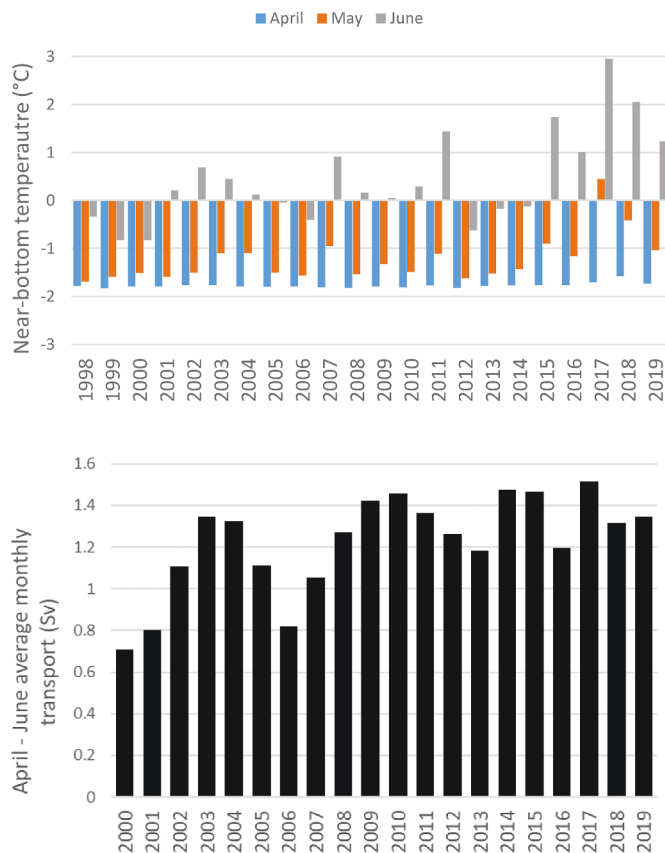 April May June
Near-bottom temperautre (°C)
3
2
1
0
-1
-2
-3
1998 1999 2000 2001 2002 2003 2004 2005 2006 2007 2008 2009 2010 2011 2012 2013 2014 2015 2016 2017 2018 2019
April - June average monthly
transport (Sv)
1.6
1.4
1.2
1
0.8
0.6
0.4
0.2
0
2000 2001 2002 2003 2004 2005 2006 2007 2008 2009 2010 2011 2012 2013 2014 2015 2016 2017 2018 2019